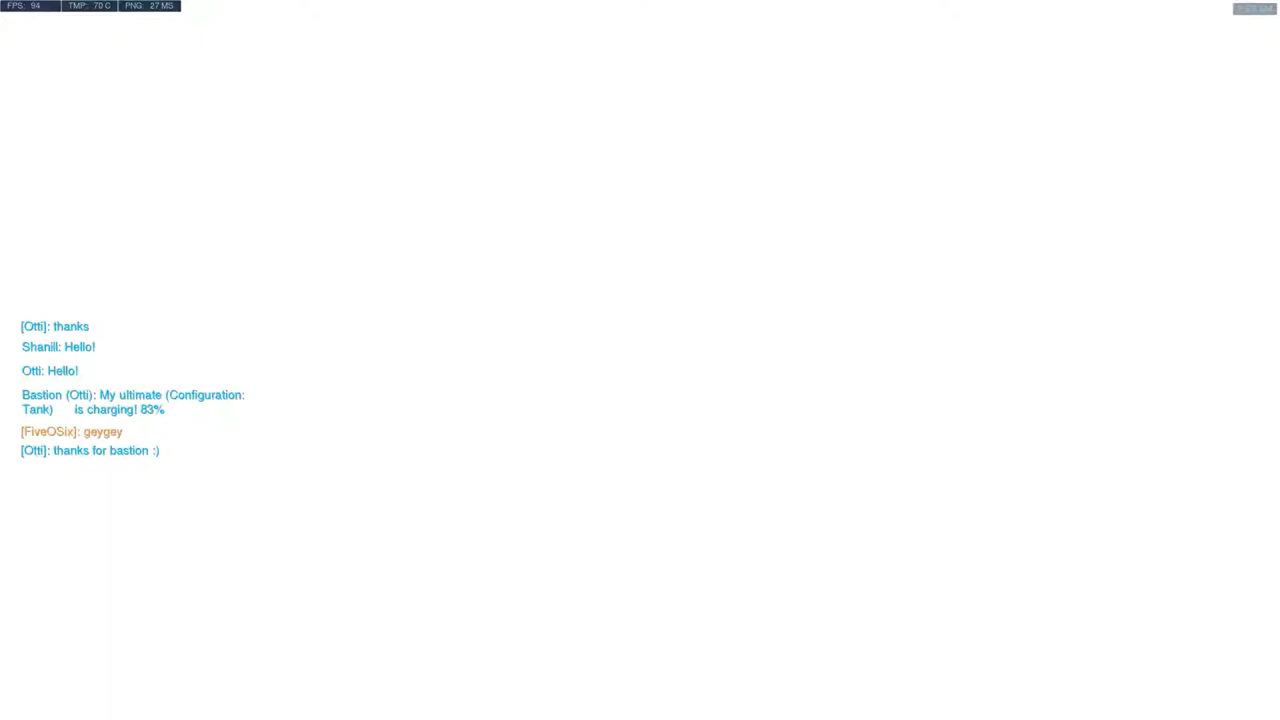 FPS: 94 TMP: 70 C PNG: 27 MS
[Otti]: thanks
Shanill: Hello!
Otti: Hello!
Bastion (Otti): My ultimate (Configuration:
Tank) is charging! 83%
[FiveOSix]: geygey
[Otti]: thanks for bastion :)